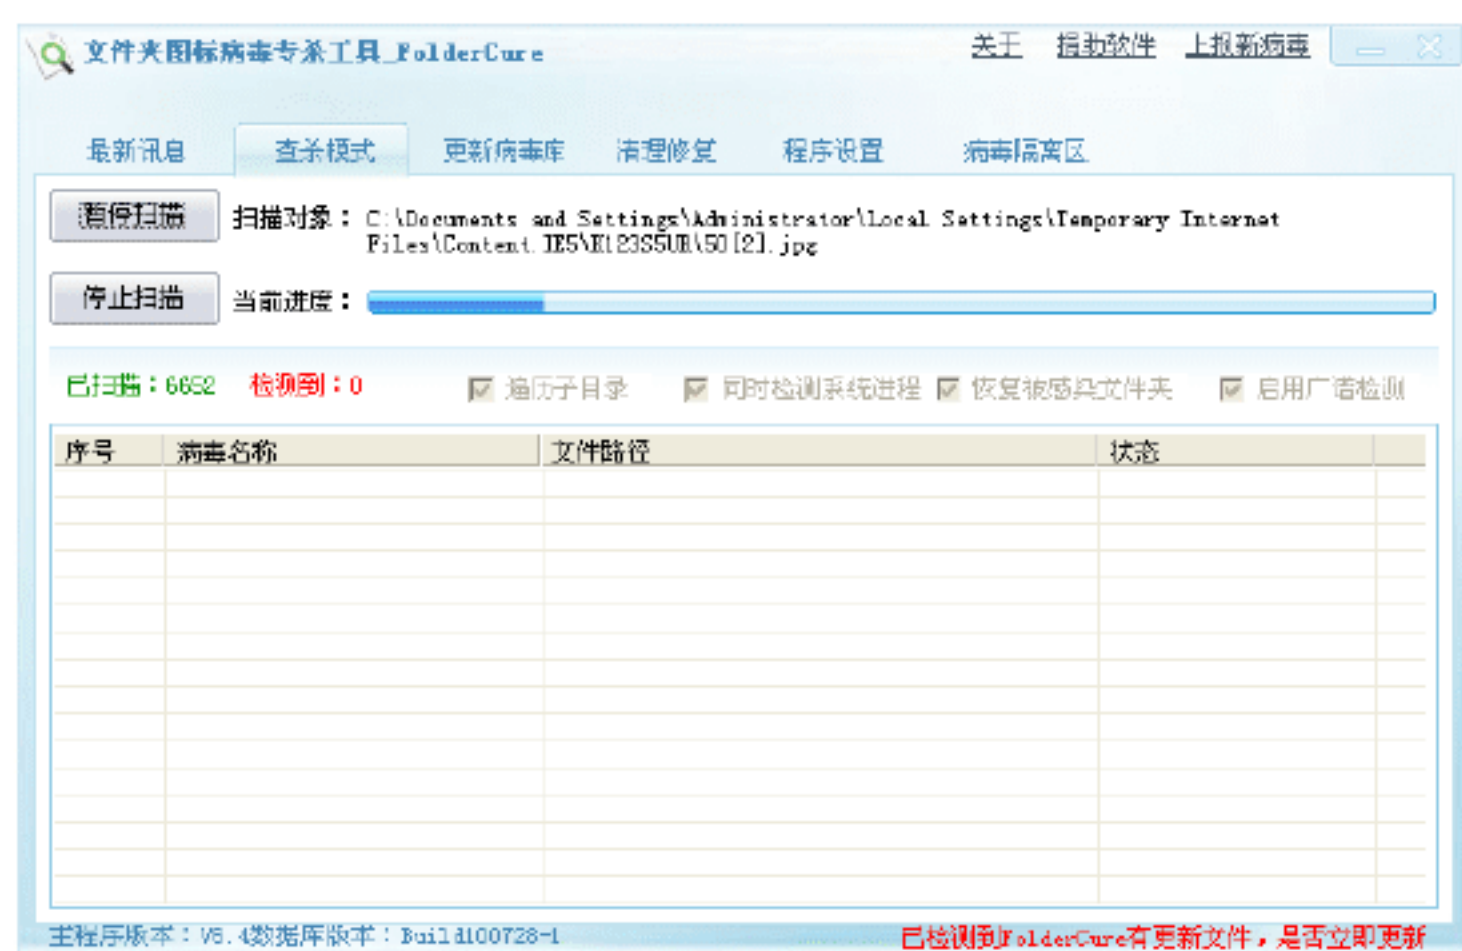 文件夹图标病毒专杀工具_FolderCure
关于 捐助软件 上报新病毒
最新讯息 查杀模式 更新病毒库 清理修复 程序设置 病毒隔离区
暂停扫描 扫描对象： C:\Documents and Settings\Administrator\Local Settings\Temporary Internet
Files\Content.IE5\K123S5UR\50[2].jpg
停止扫描 当前进度：
已扫描：6652 检测到：0 遍历子目录 同时检测系统进程 恢复被感染文件夹 启用广谱检测
序号 病毒名称 文件路径 状态
主程序版本：V6.4数据库版本：Build100728-1 已检测到FolderCure有更新文件，是否立即更新